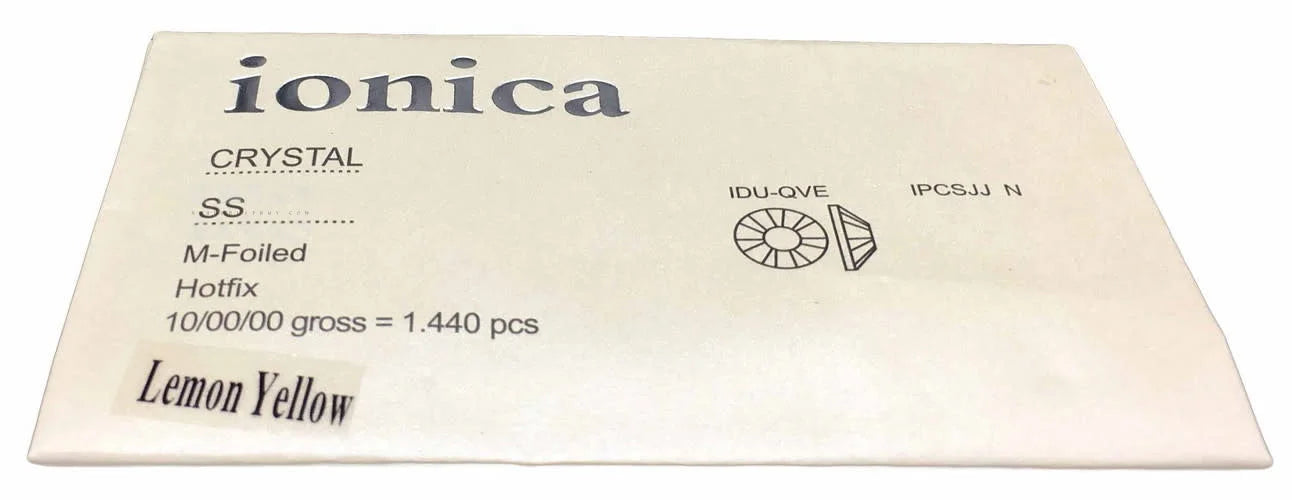 ionica
CRYSTAL
SS
M-Foiled
Hotfix
10/00/00 gross = 1.440 pcs
Lemon Yellow
IDU-QVE IPCSJJ N